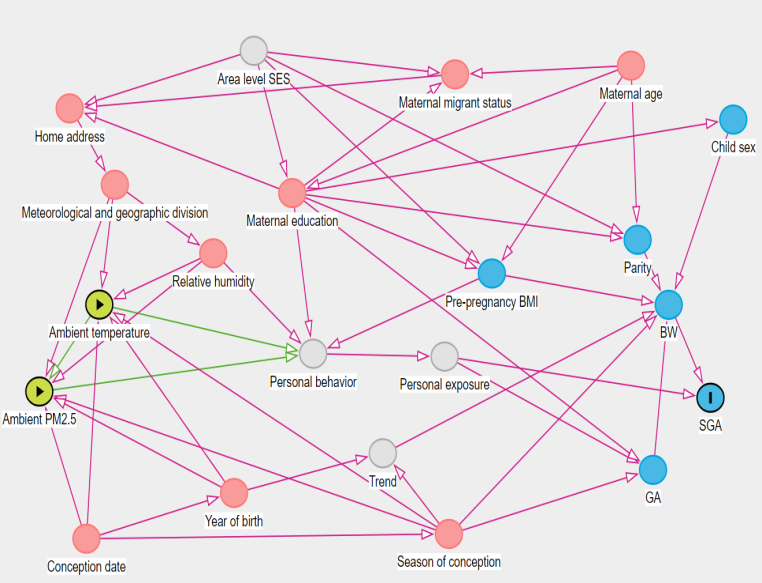 Area level SES
Maternal migrant status
Maternal age
Home address
Child sex
Meteorological and geographic division
Maternal education
Relative humidity
Parity
Pre-pregnancy BMI
Ambient temperature
BW
Personal behavior
Personal exposure
Ambient PM2.5
SGA
Trend
GA
Year of birth
Conception date
Season of conception